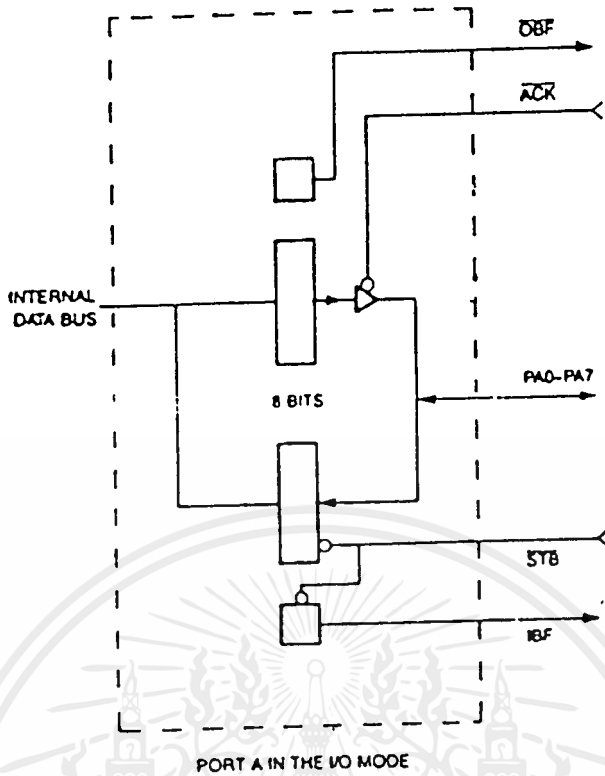 OBF
ACK
INTERNAL
DATA BUS
PA0-PA7
8 BITS
STB
IBF
PORT A IN THE I/O MODE